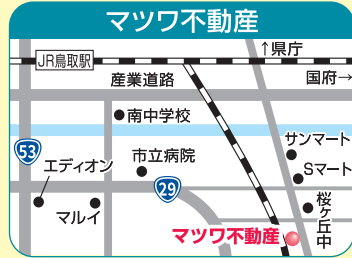 マツワ不動産
↑県庁
JR鳥取駅
産業道路
国府→
南中学校
サンマート
53
エディオン
市立病院
Sマート
29
マルイ
桜ヶ丘中
マツワ不動産